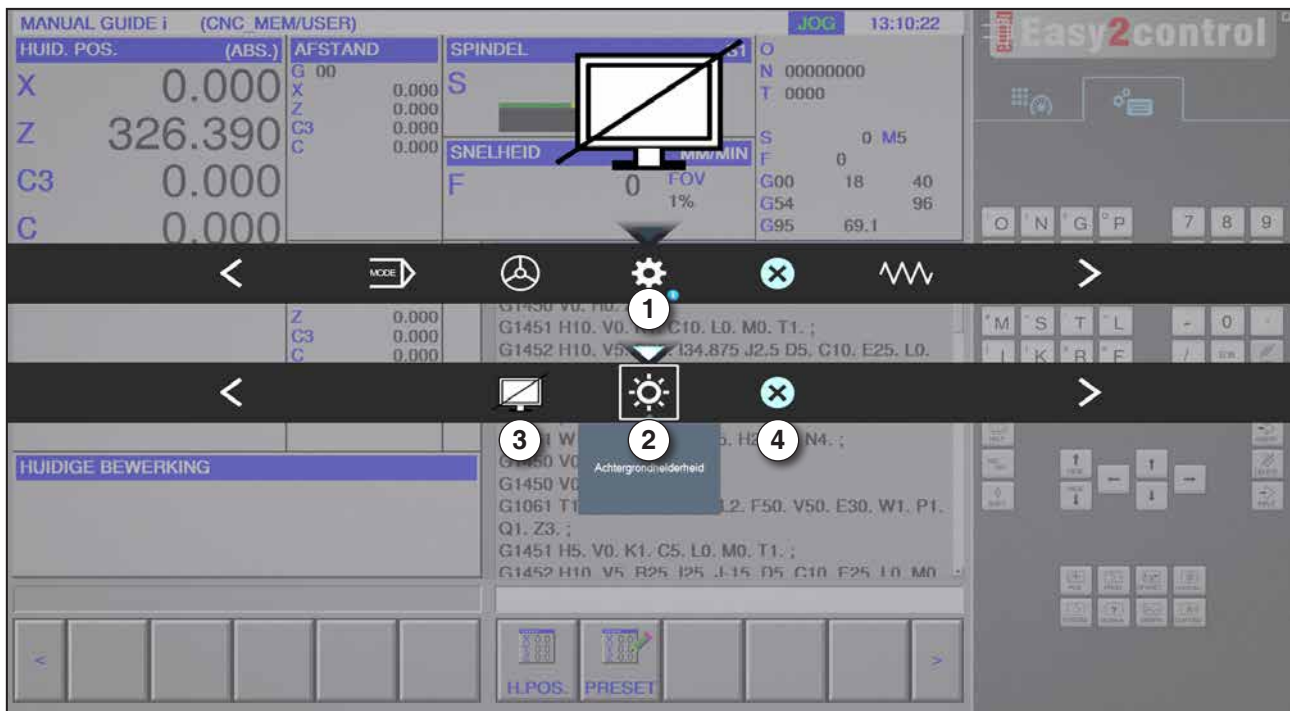 MANUAL GUIDE i (CNC_MEM/USER) JOG 13:10:22
Easy2control
HUID. POS. (ABS.)
X 0.000
Z 326.390
C3 0.000
C 0.000
AFSTAND
G 00
X 0.000
Z 0.000
C3 0.000
C 0.000
SPINDEL G1
S
SNELHEID MM/MIN
F 0 FOV
1%
O
N 00000000
T 0000
S 0 M5
F 0
G00 18 40
G54 96
G95 69.1
O N G P 7 8 9
MODE
1
Z 0.000
C3 0.000
C 0.000
G1451 H10. V0. C10. L0. M0. T1. ;
G1452 H10. V5. I34.875 J2.5 D5. C10. E25. L0.
M S T L - 0 .
I K R F /
3 2 4
N4. ;
Achtergrondhelderheid
HUIDIGE BEWERKING
G1450 V0
G1450 V0
G1061 T1 L2. F50. V50. E30. W1. P1.
Q1. Z3. ;
G1451 H5. V0. K1. C5. L0. M0. T1. ;
G1452 H10. V5. R25. I25. J-15. D5. C10. E25. L0. M0
< H.POS. PRESET >